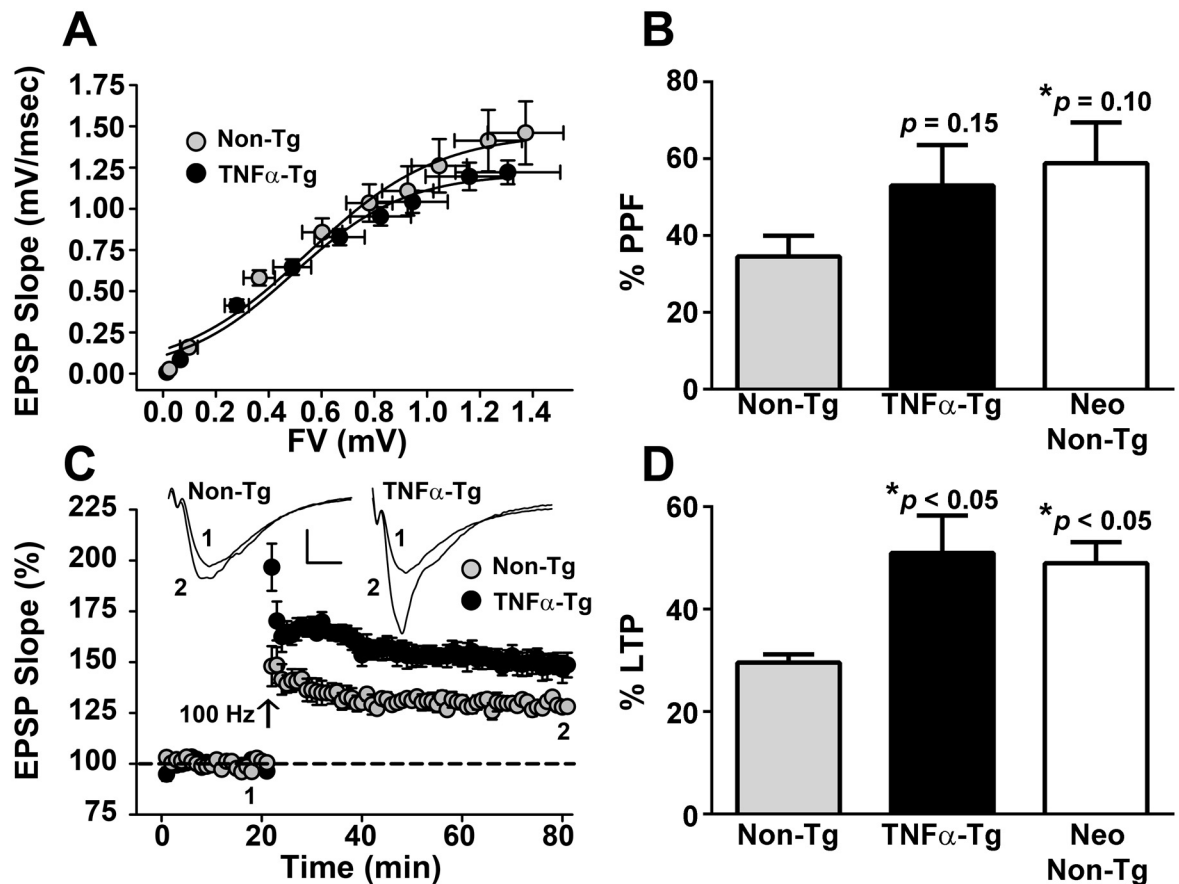 A
EPSP Slope (mV/msec)
1.75
1.50
1.25
1.00
0.75
0.50
0.25
0.00
Non-Tg
TNFα-Tg
0.0 0.2 0.4 0.6 0.8 1.0 1.2 1.4
FV (mV)
B
% PPF
80
60
40
20
0
p = 0.15
*p = 0.10
Non-Tg TNFα-Tg Neo
Non-Tg
C
EPSP Slope (%)
225
200
175
150
125
100
75
Non-Tg
1
2
TNFα-Tg
1
2
Non-Tg
TNFα-Tg
100 Hz
1
2
0 20 40 60 80
Time (min)
D
% LTP
60
40
20
0
*p < 0.05
*p < 0.05
Non-Tg TNFα-Tg Neo
Non-Tg